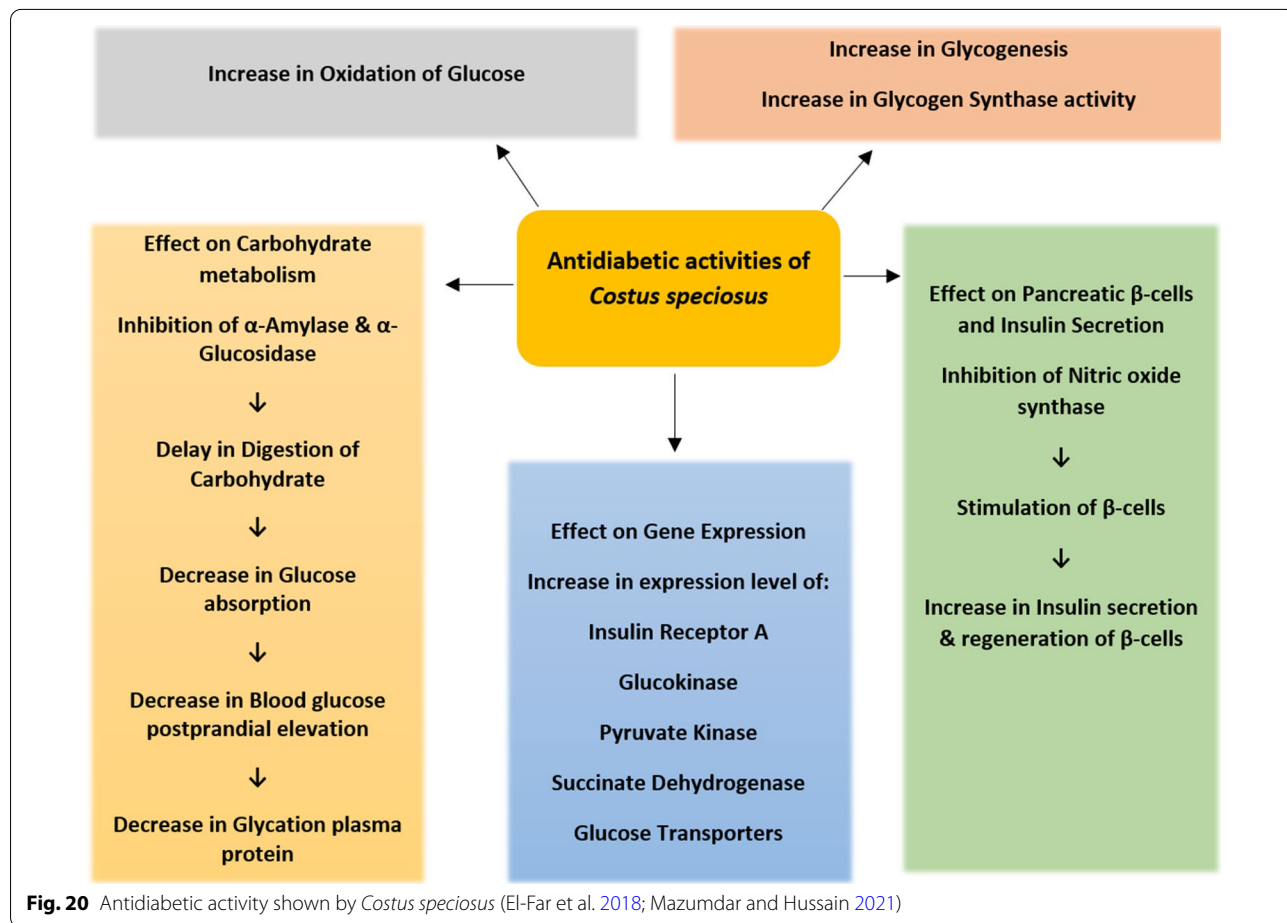 Increase in Oxidation of Glucose
Increase in Glycogenesis
Increase in Glycogen Synthase activity
Antidiabetic activities of
Costus speciosus
Effect on Carbohydrate
metabolism
Inhibition of α-Amylase & α-
Glucosidase
↓
Delay in Digestion of
Carbohydrate
↓
Decrease in Glucose
absorption
↓
Decrease in Blood glucose
postprandial elevation
↓
Decrease in Glycation plasma
protein
Effect on Gene Expression
Increase in expression level of:
Insulin Receptor A
Glucokinase
Pyruvate Kinase
Succinate Dehydrogenase
Glucose Transporters
Effect on Pancreatic β-cells
and Insulin Secretion
Inhibition of Nitric oxide
synthase
↓
Stimulation of β-cells
↓
Increase in Insulin secretion
& regeneration of β-cells
Fig. 20 Antidiabetic activity shown by Costus speciosus (El-Far et al. 2018; Mazumdar and Hussain 2021)